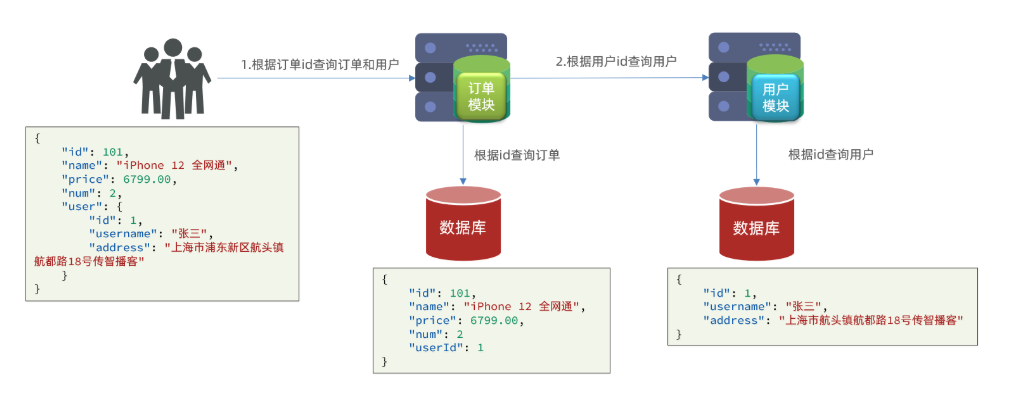 1.根据订单id查询订单和用户
2.根据用户id查询用户
订单
模块
用户
模块
根据id查询订单
根据id查询用户
数据库
数据库
{
"id": 101,
"name": "iPhone 12 全网通",
"price": 6799.00,
"num": 2,
"user": {
"id": 1,
"username": "张三",
"address": "上海市浦东新区航头镇
航都路18号传智播客"
}
}
{
"id": 101,
"name": "iPhone 12 全网通",
"price": 6799.00,
"num": 2
"userId": 1
}
{
"id": 1,
"username": "张三",
"address": "上海市航头镇航都路18号传智播客"
}